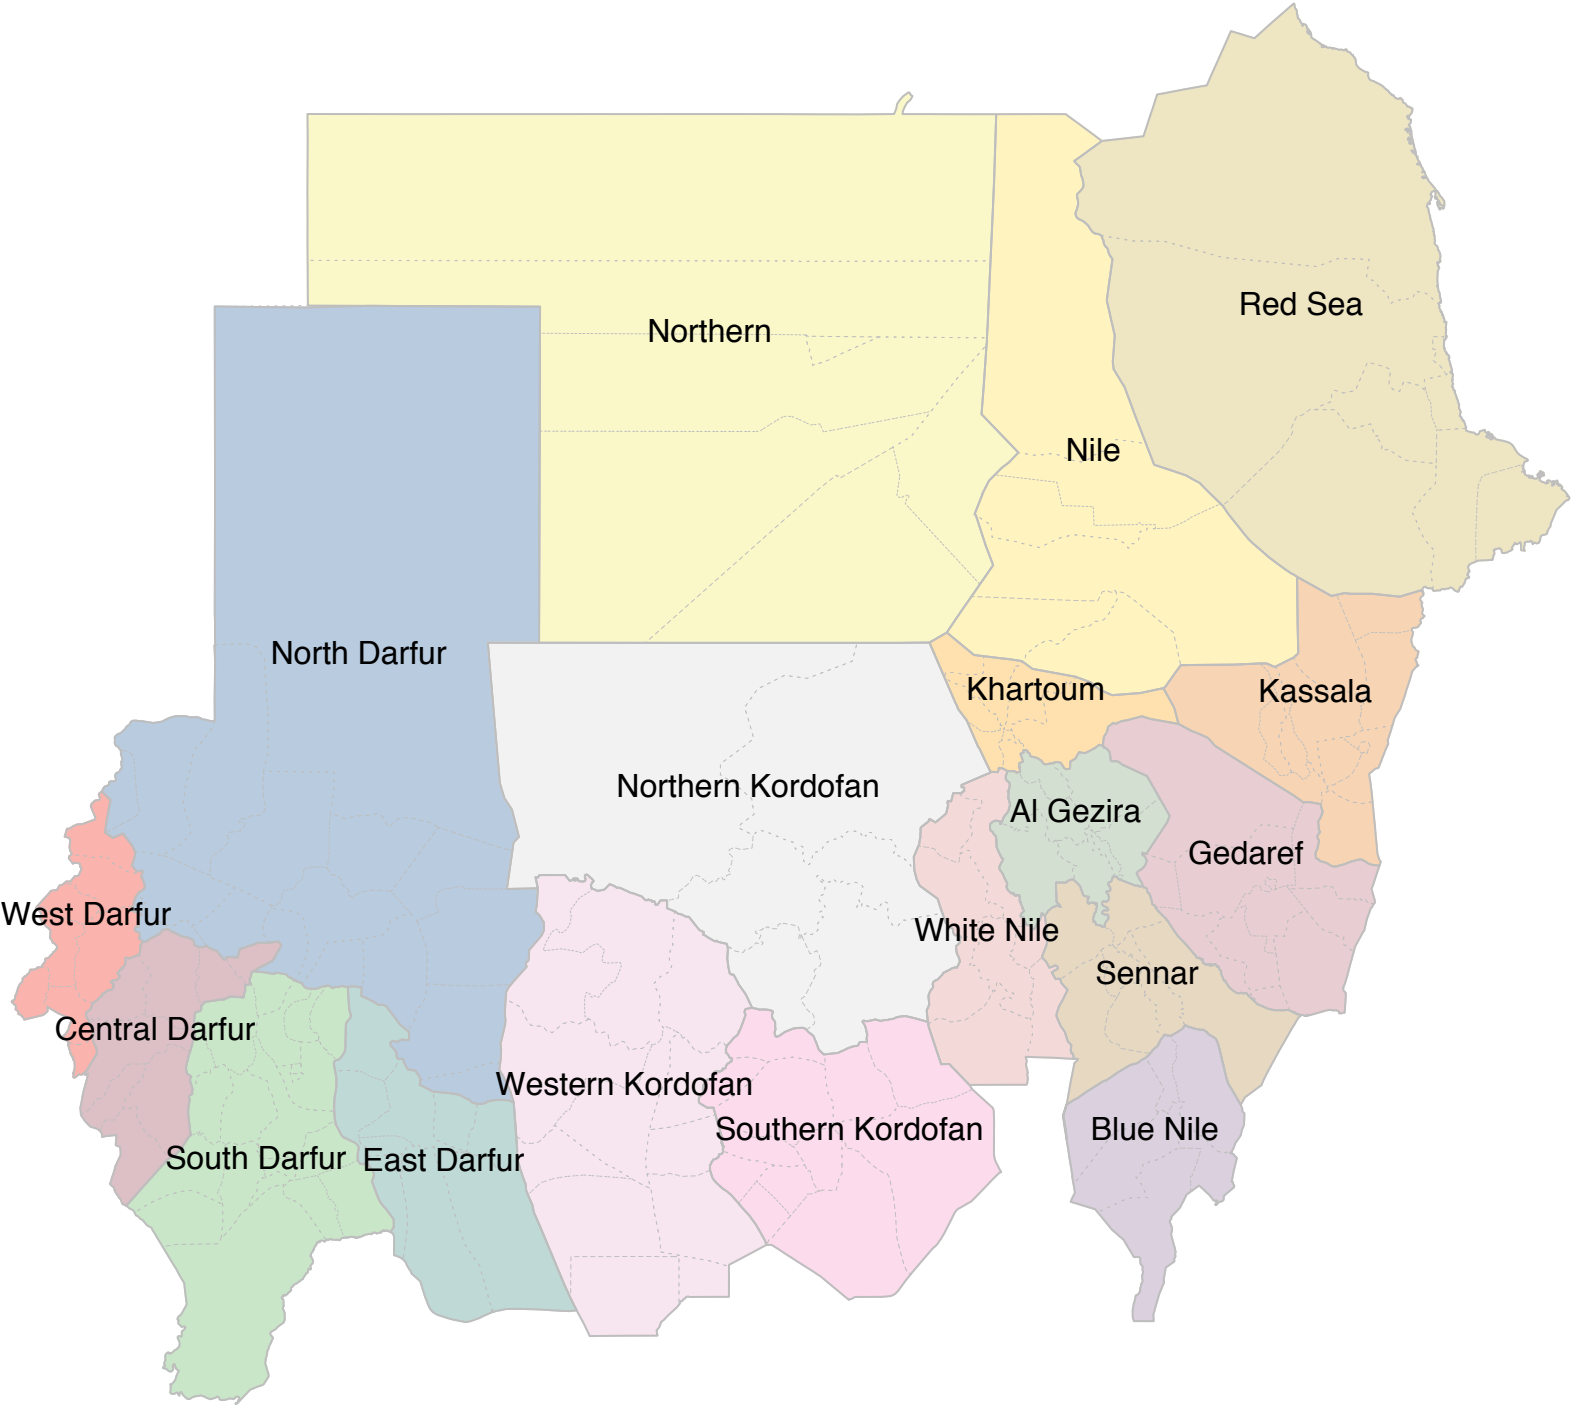 Red Sea
Northern
Nile
North Darfur
Khartoum
Kassala
Northern Kordofan
Al Gezira
Gedaref
West Darfur
White Nile
Sennar
Central Darfur
Western Kordofan
Southern Kordofan
Blue Nile
South Darfur
East Darfur